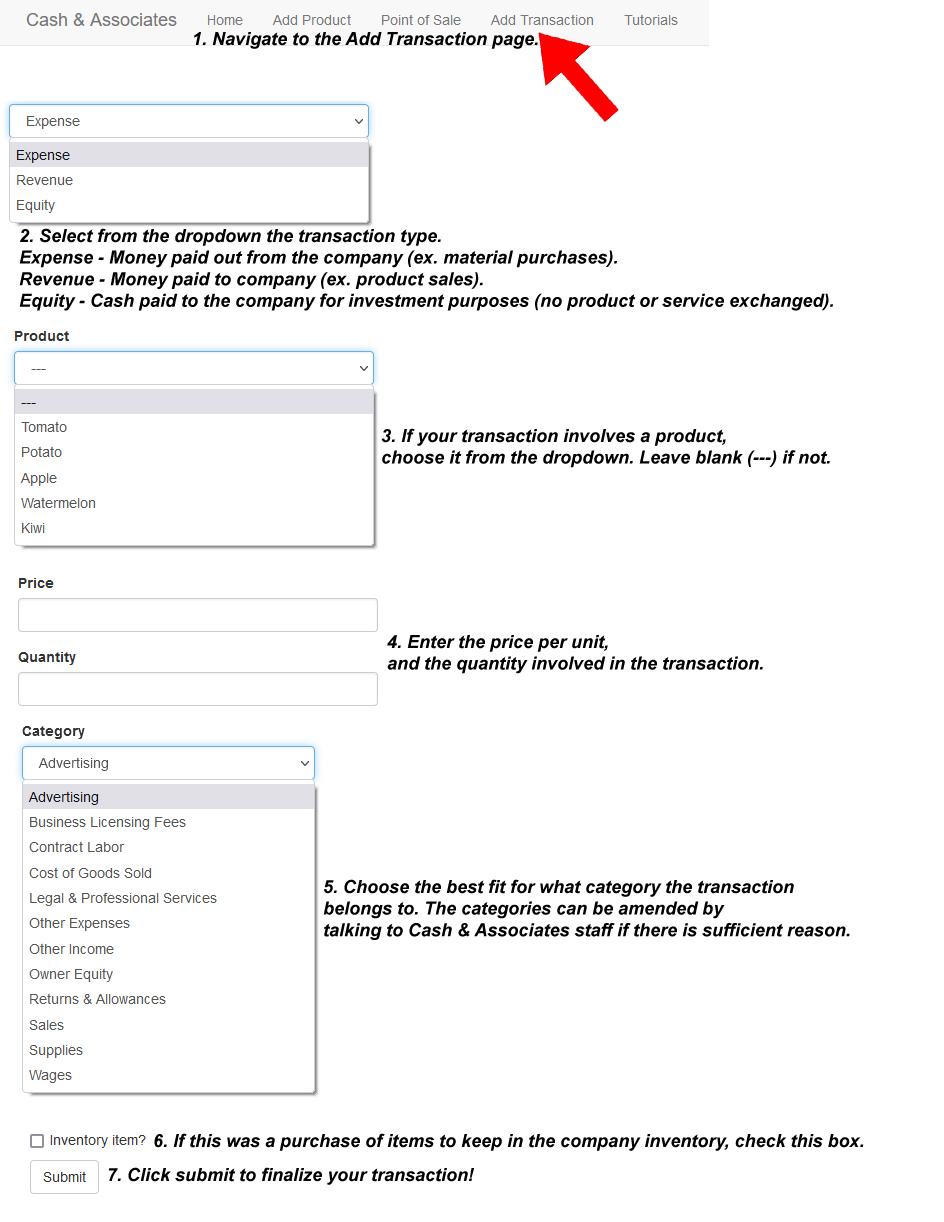 Cash & Associates Home Add Product Point of Sale Add Transaction Tutorials
1. Navigate to the Add Transaction page.
Expense
Expense
Revenue
Equity
2. Select from the dropdown the transaction type.
Expense - Money paid out from the company (ex. material purchases).
Revenue - Money paid to company (ex. product sales).
Equity - Cash paid to the company for investment purposes (no product or service exchanged).
Product
---
---
Tomato
Potato
Apple
Watermelon
Kiwi
3. If your transaction involves a product,
choose it from the dropdown. Leave blank (---) if not.
Price
Quantity
4. Enter the price per unit,
and the quantity involved in the transaction.
Category
Advertising
Advertising
Business Licensing Fees
Contract Labor
Cost of Goods Sold
Legal & Professional Services
Other Expenses
Other Income
Owner Equity
Returns & Allowances
Sales
Supplies
Wages
5. Choose the best fit for what category the transaction
belongs to. The categories can be amended by
talking to Cash & Associates staff if there is sufficient reason.
Inventory item? 6. If this was a purchase of items to keep in the company inventory, check this box.
Submit 7. Click submit to finalize your transaction!